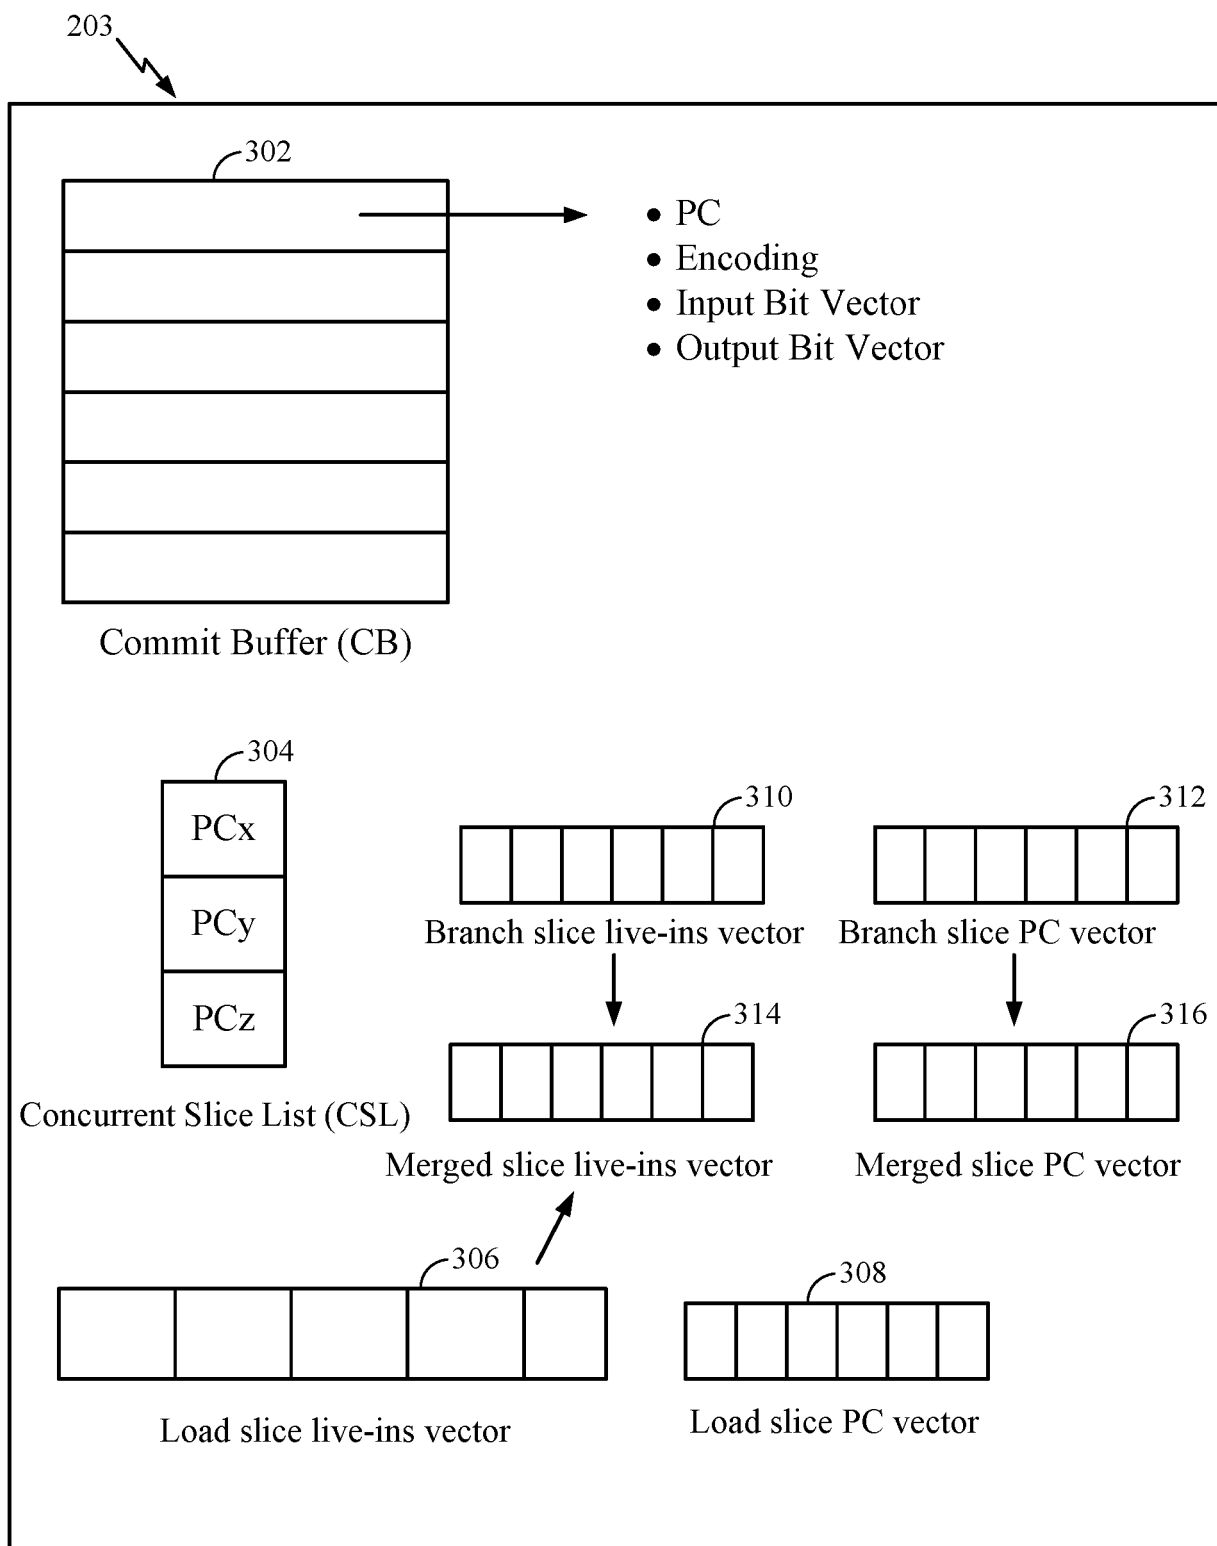 203
302
• PC
• Encoding
• Input Bit Vector
• Output Bit Vector
Commit Buffer (CB)
304
PCx
PCy
PCz
Concurrent Slice List (CSL)
310
312
Branch slice live-ins vector
Branch slice PC vector
314
316
Merged slice live-ins vector
Merged slice PC vector
306
308
Load slice live-ins vector
Load slice PC vector